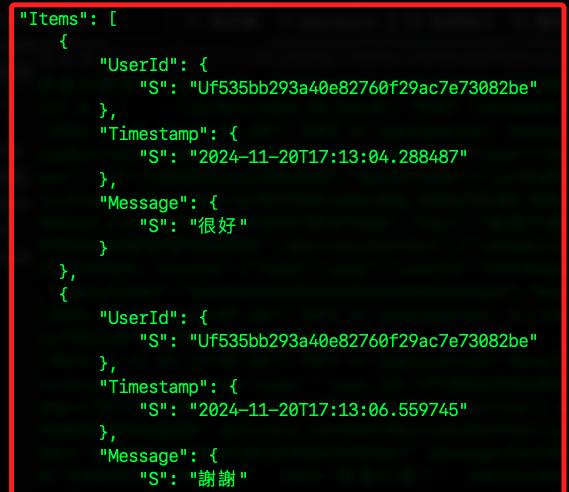 "Items": [
{
"UserId": {
"S": "Uf535bb293a40e82760f29ac7e73082be"
},
"Timestamp": {
"S": "2024-11-20T17:13:04.288487"
},
"Message": {
"S": "很好"
}
},
{
"UserId": {
"S": "Uf535bb293a40e82760f29ac7e73082be"
},
"Timestamp": {
"S": "2024-11-20T17:13:06.559745"
},
"Message": {
"S": "謝謝"